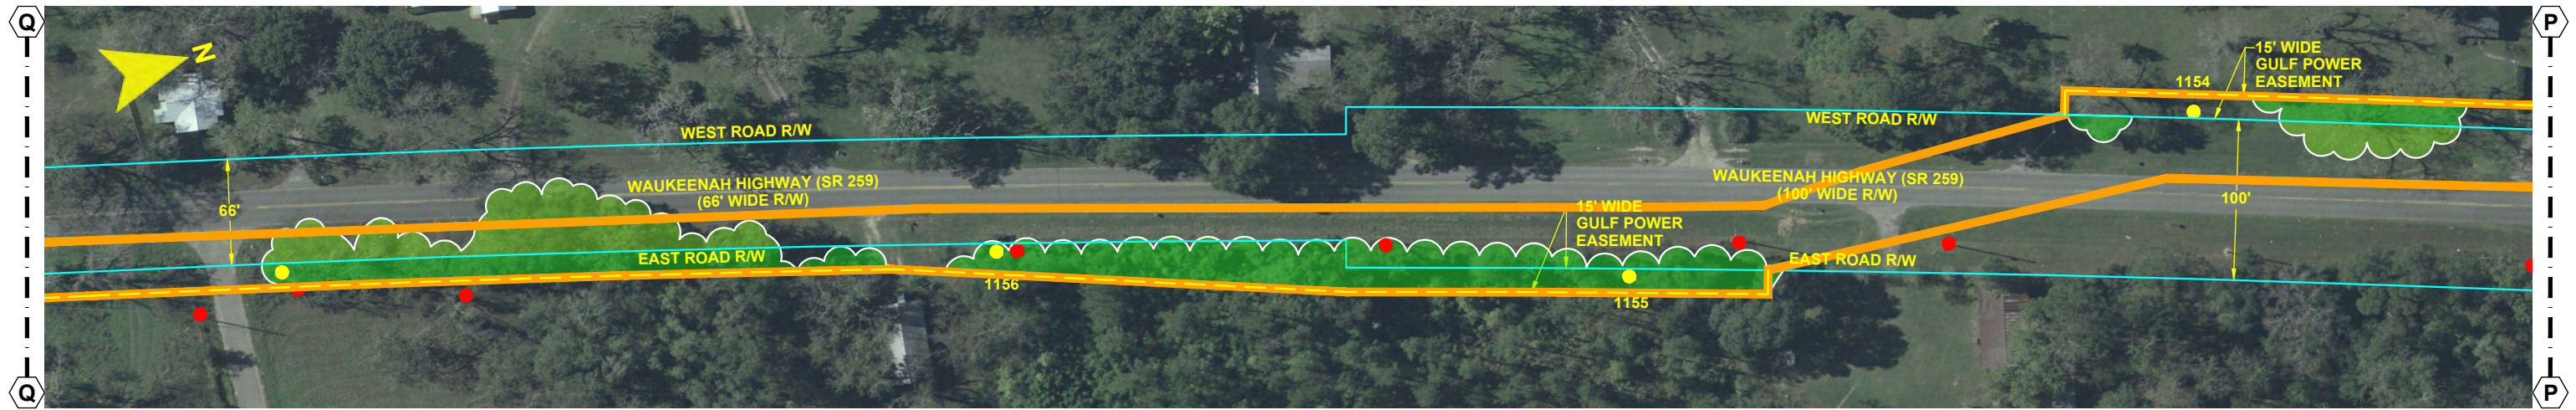 Q
P
N
15' WIDE
GULF POWER
EASEMENT
1154
WEST ROAD R/W
WEST ROAD R/W
WAUKEENAH HIGHWAY (SR 259)
(66' WIDE R/W)
WAUKEENAH HIGHWAY (SR 259)
(100' WIDE R/W)
66'
100'
15' WIDE
GULF POWER
EASEMENT
EAST ROAD R/W
EAST ROAD R/W
1156
1155
Q
P